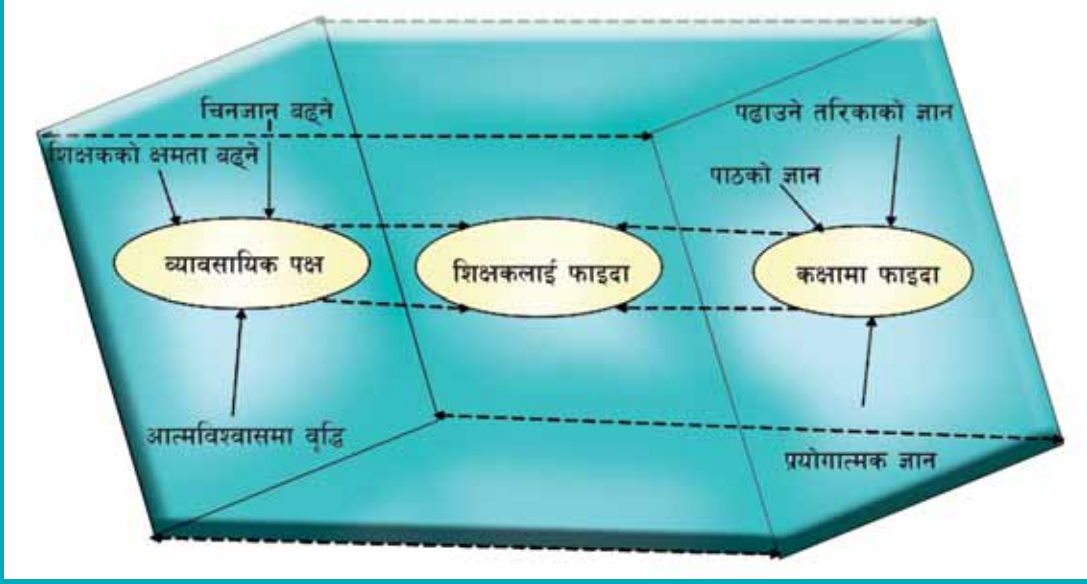 चिनजान बढ्ने
पढाउने तरिकाको ज्ञान
शिक्षकको क्षमता बढ्ने
पाठको ज्ञान
व्यावसायिक पक्ष
शिक्षकलाई फाइदा
कक्षामा फाइदा
आत्मविश्वासमा वृद्धि
प्रयोगात्मक ज्ञान